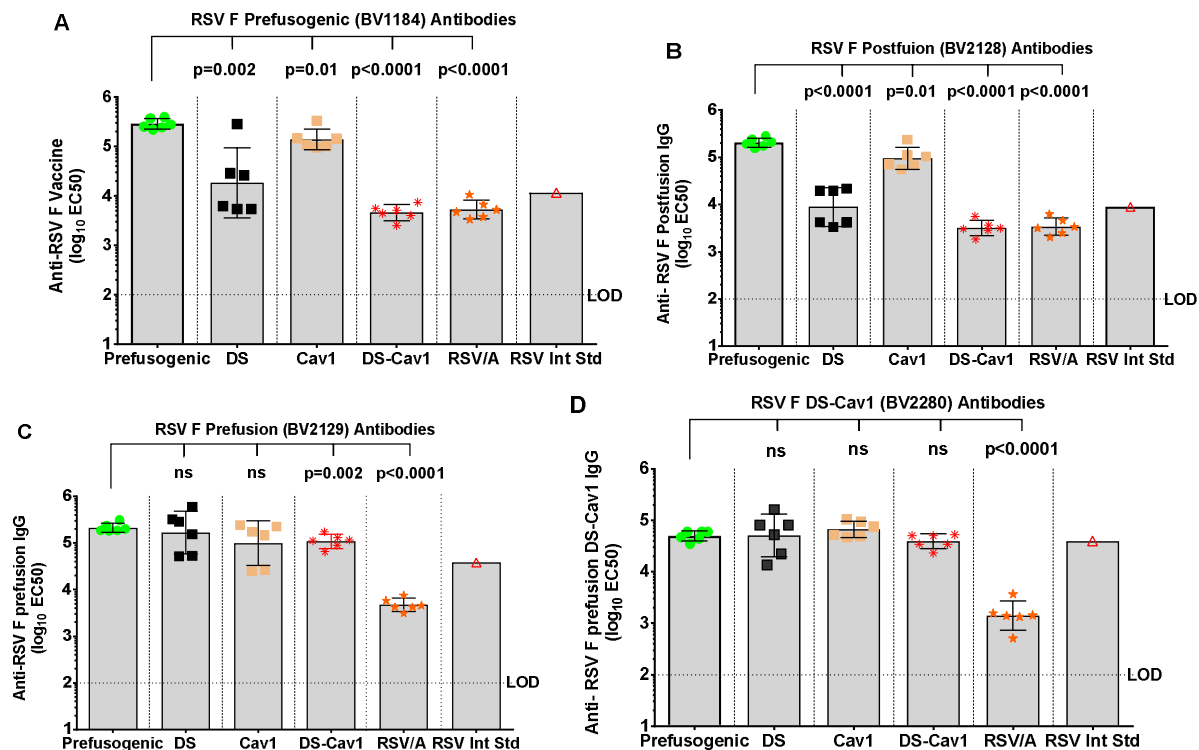 A
RSV F Prefusogenic (BV1184) Antibodies
p=0.002 p=0.01 p<0.0001 p<0.0001
Anti-RSV F Vaccine
(log10 EC50)
6
5
4
3
2
1
LOD
Prefusogenic DS Cav1 DS-Cav1 RSV/A RSV Int Std
B
RSV F Postfuion (BV2128) Antibodies
p<0.0001 p=0.01 p<0.0001 p<0.0001
Anti- RSV F Postfusion IgG
(log10 EC50)
6
5
4
3
2
1
LOD
Prefusogenic DS Cav1 DS-Cav1 RSV/A RSV Int Std
C
RSV F Prefusion (BV2129) Antibodies
ns ns p=0.002 p<0.0001
Anti-RSV F prefusion IgG
(log10 EC50)
6
5
4
3
2
1
LOD
Prefusogenic DS Cav1 DS-Cav1 RSV/A RSV Int Std
D
RSV F DS-Cav1 (BV2280) Antibodies
ns ns ns p<0.0001
Anti- RSV F prefusion DS-Cav1 IgG
(log10 EC50)
6
5
4
3
2
1
LOD
Prefusogenic DS Cav1 DS-Cav1 RSV/A RSV Int Std